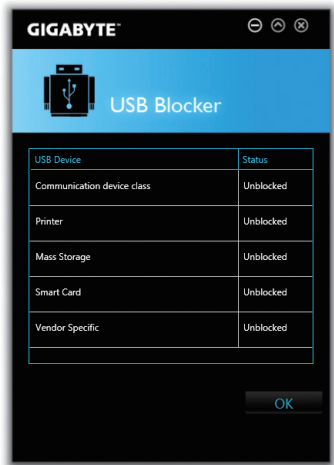 GIGABYTE™
USB Blocker
USB Device Status
Communication device class Unblocked
Printer Unblocked
Mass Storage Unblocked
Smart Card Unblocked
Vendor Specific Unblocked
OK